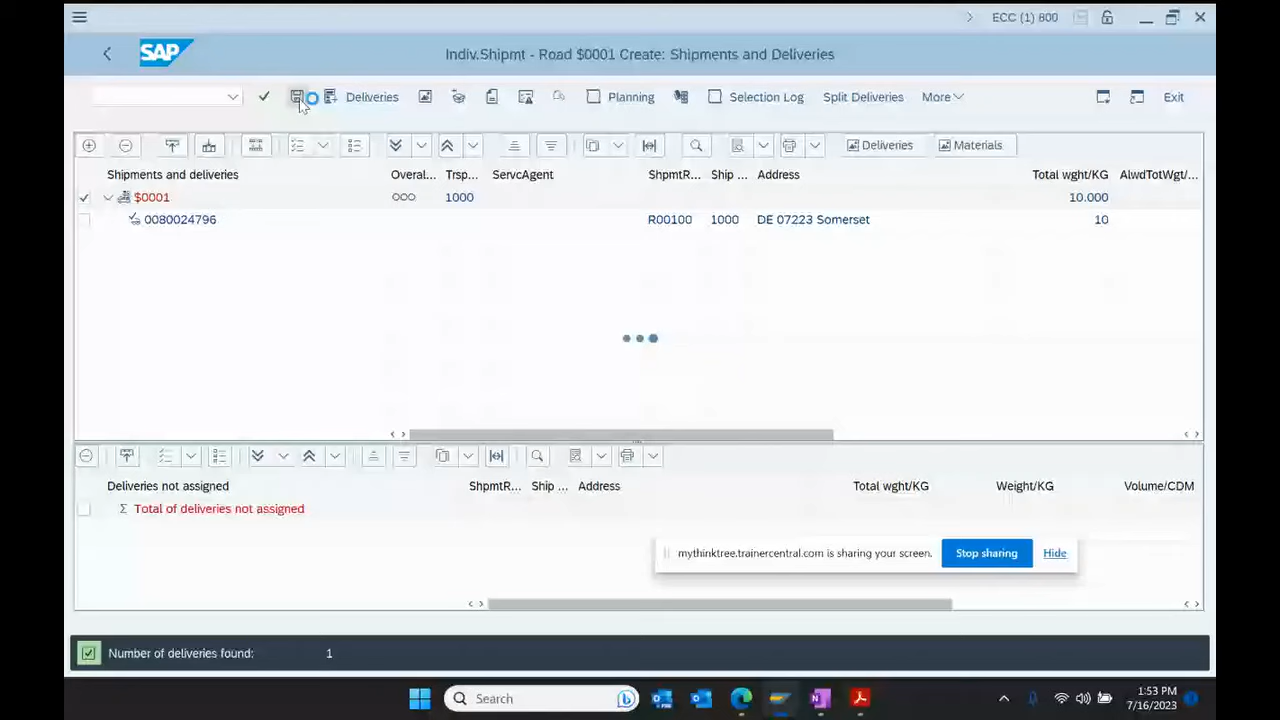 ECC (1) 800
SAP
Indiv.Shipmt - Road $0001 Create: Shipments and Deliveries
Deliveries
Planning
Selection Log
Split Deliveries
More
Exit
Deliveries
Materials
Shipments and deliveries Overal... Trsp... ServcAgent ShpmtR... Ship ... Address Total wght/KG AlwdTotWgt/...
$0001 1000 10.000
0080024796 R00100 1000 DE 07223 Somerset 10
Deliveries not assigned ShpmtR... Ship ... Address Total wght/KG Weight/KG Volume/CDM
Σ Total of deliveries not assigned
mythinktree.trainercentral.com is sharing your screen. Stop sharing Hide
Number of deliveries found: 1
Search
1:53 PM
7/16/2023